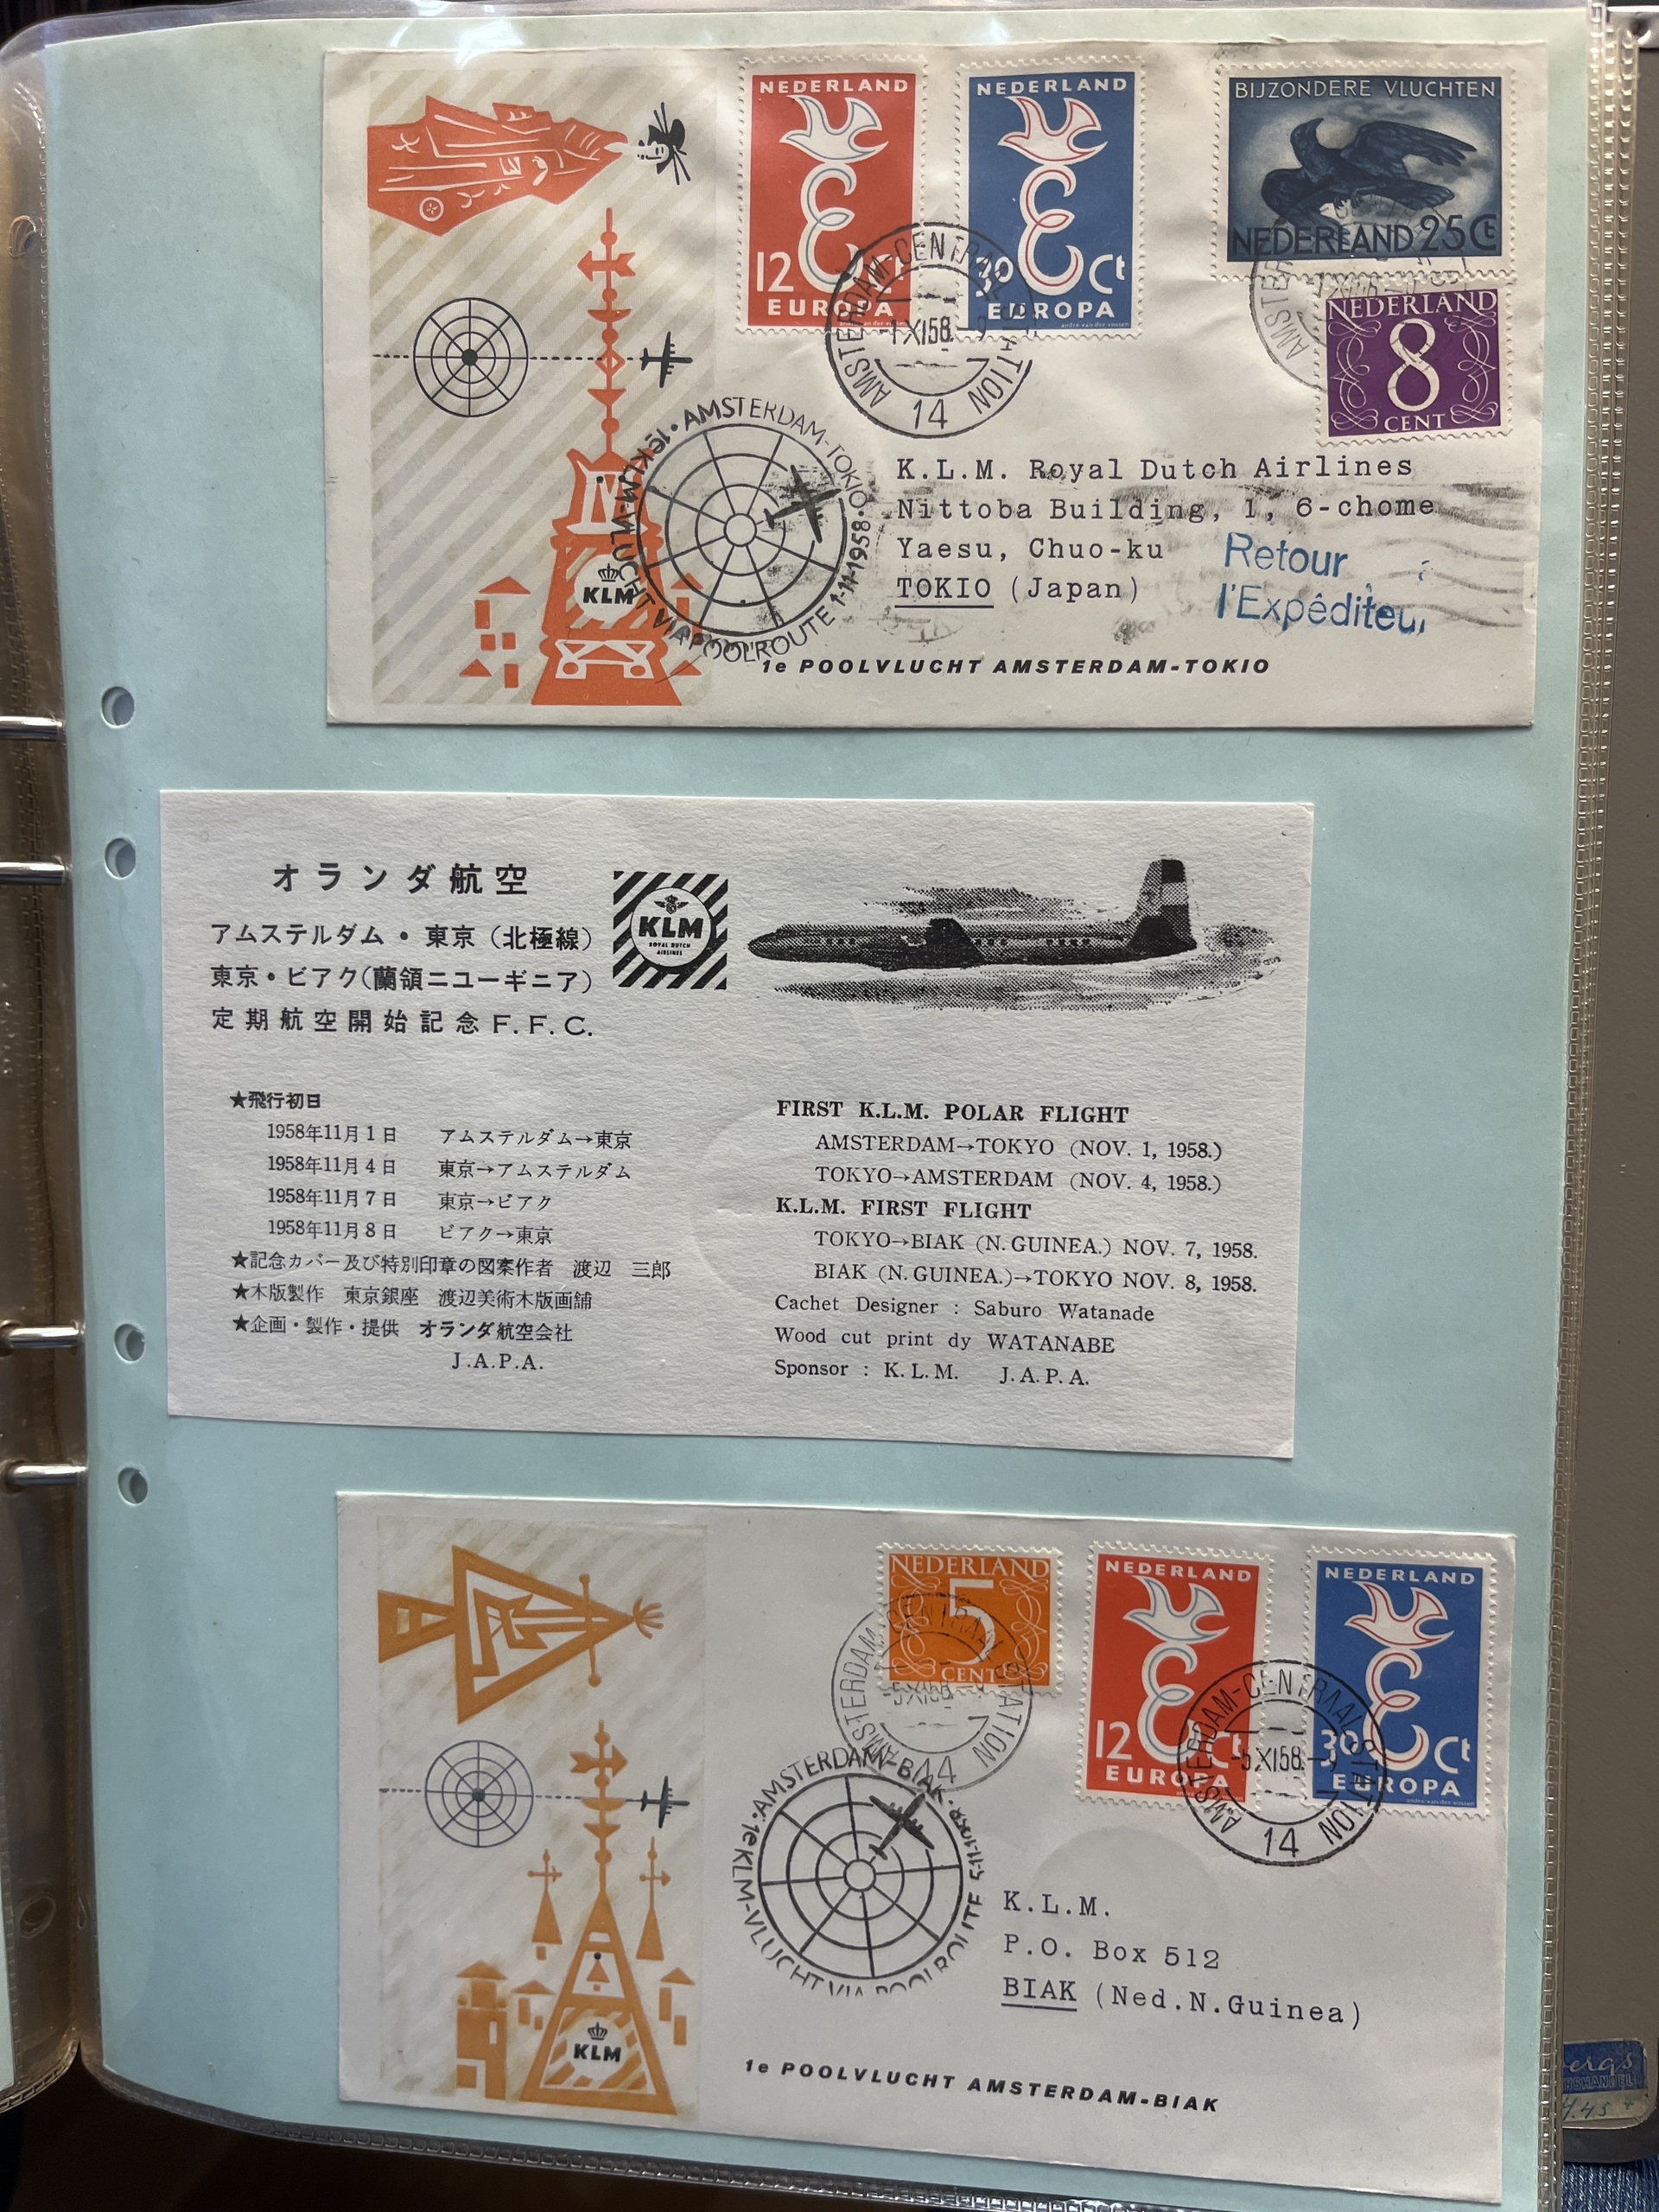 NEDERLAND
12 Ct
EUROPA
NEDERLAND
30 Ct
EUROPA
BIJZONDERE VLUCHTEN
NEDERLAND 25 Ct
NEDERLAND
8
CENT
AMSTERDAM-CENTRAAL STATION
-1 XI 58
14
AMSTERDAM-TOKIO • 1-11-1958 • 1e KLM-VLUCHT VIA POOLROUTE
K.L.M. Royal Dutch Airlines
Nittoba Building, 1, 6-chome
Yaesu, Chuo-ku
TOKIO (Japan)
Retour
l'Expéditeur
KLM
1e POOLVLUCHT AMSTERDAM-TOKIO
オランダ航空
アムステルダム・東京（北極線）
東京・ビアク（蘭領ニューギニア）
定期航空開始記念 F.F.C.
KLM
ROYAL DUTCH
AIRLINES
★飛行初日
1958年11月1日 アムステルダム→東京
1958年11月4日 東京→アムステルダム
1958年11月7日 東京→ビアク
1958年11月8日 ビアク→東京
★記念カバー及び特別印章の図案作者 渡辺 三郎
★木版製作 東京銀座 渡辺美術木版画舗
★企画・製作・提供 オランダ航空会社
J.A.P.A.
FIRST K.L.M. POLAR FLIGHT
AMSTERDAM→TOKYO (NOV. 1, 1958.)
TOKYO→AMSTERDAM (NOV. 4, 1958.)
K.L.M. FIRST FLIGHT
TOKYO→BIAK (N. GUINEA.) NOV. 7, 1958.
BIAK (N. GUINEA.)→TOKYO NOV. 8, 1958.
Cachet Designer : Saburo Watanade
Wood cut print dy WATANABE
Sponsor : K.L.M. J.A.P.A.
NEDERLAND
5
CENT
NEDERLAND
12 Ct
EUROPA
NEDERLAND
30 Ct
EUROPA
AMSTERDAM-CENTRAAL STATION
-5 XI 58
14
AMSTERDAM-CENTRAAL STATION
-5 XI 58
14
AMSTERDAM-BIAK • 5-11-1958 • 1e KLM-VLUCHT VIA POOLROUTE
K.L.M.
P.O. Box 512
BIAK (Ned.N.Guinea)
KLM
1e POOLVLUCHT AMSTERDAM-BIAK